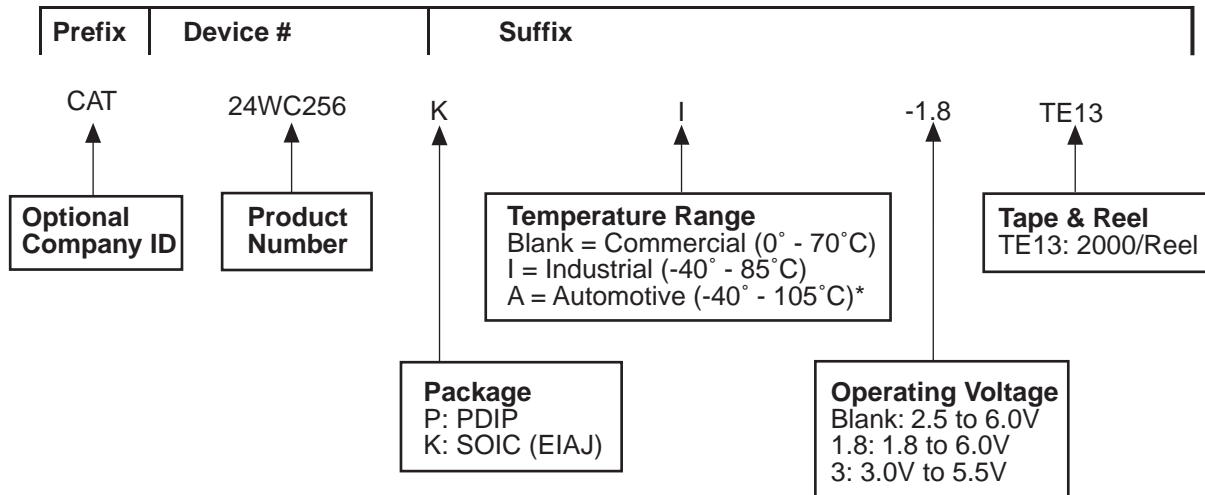 Prefix Device # Suffix
CAT 24WC256 K I -1.8 TE13
Optional
Company ID
Product
Number
Temperature Range
Blank = Commercial (0˚ - 70˚C)
I = Industrial (-40˚ - 85˚C)
A = Automotive (-40˚ - 105˚C)*
Tape & Reel
TE13: 2000/Reel
Package
P: PDIP
K: SOIC (EIAJ)
Operating Voltage
Blank: 2.5 to 6.0V
1.8: 1.8 to 6.0V
3: 3.0V to 5.5V